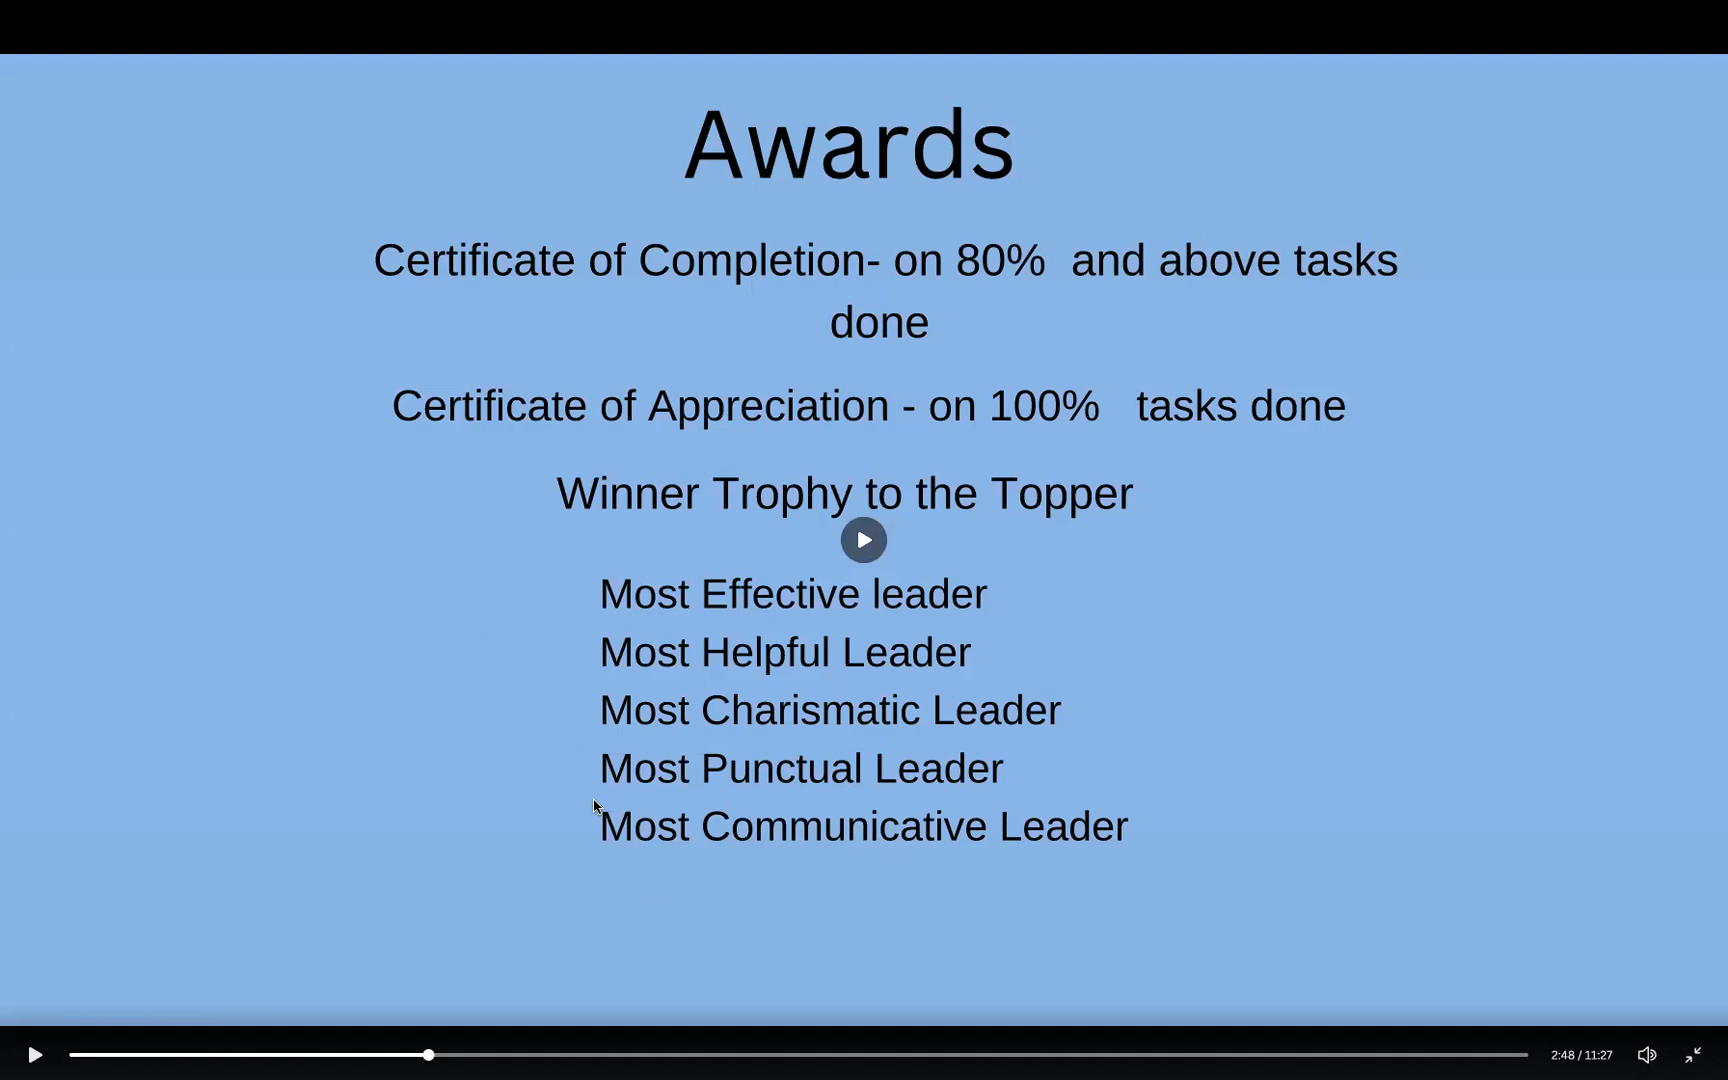 Awards
Certificate of Completion- on 80%  and above tasks
done
Certificate of Appreciation - on 100%   tasks done
Winner Trophy to the Topper
Most Effective leader
Most Helpful Leader
Most Charismatic Leader
Most Punctual Leader
Most Communicative Leader
2:48 / 11:27